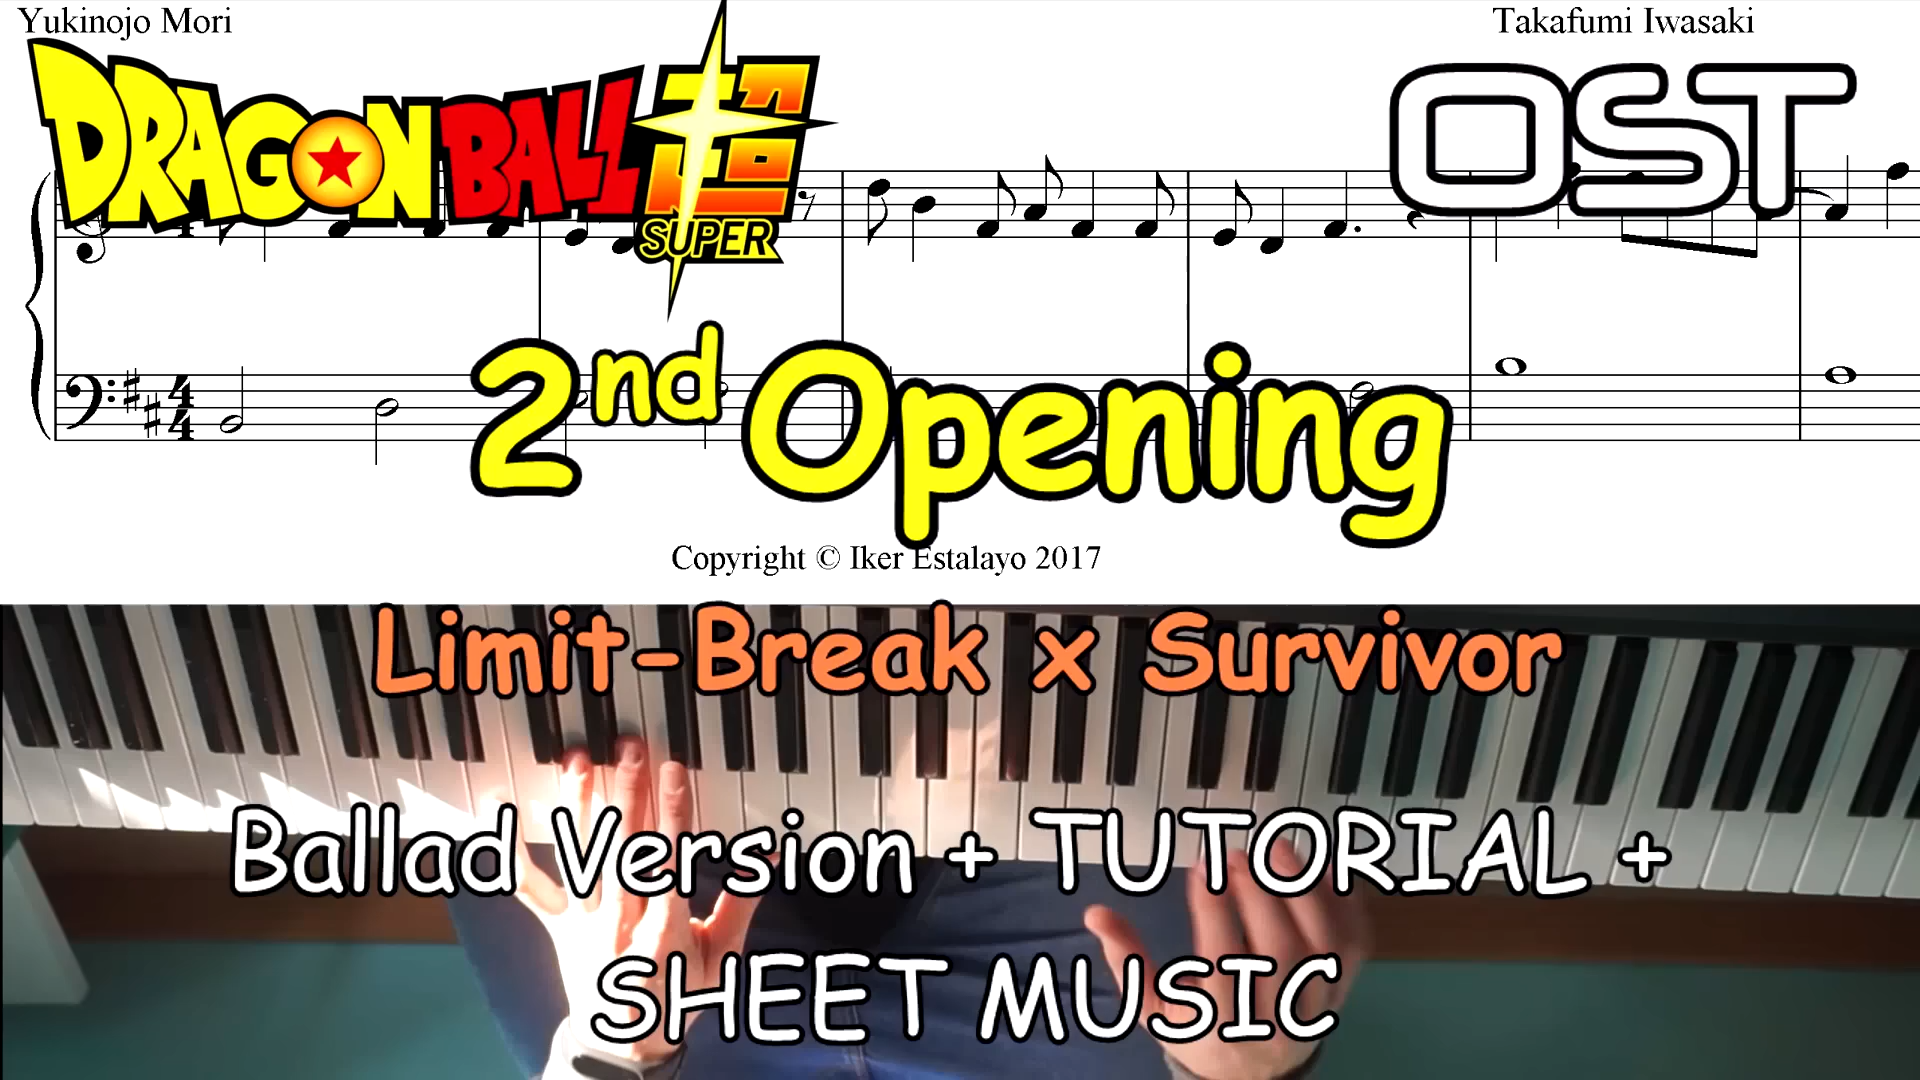 Yukinojo Mori
Takafumi Iwasaki
DRAGON BALL 超
SUPER
OST
2nd Opening
Copyright © Iker Estalayo 2017
Limit-Break x Survivor
Ballad Version + TUTORIAL +
SHEET MUSIC